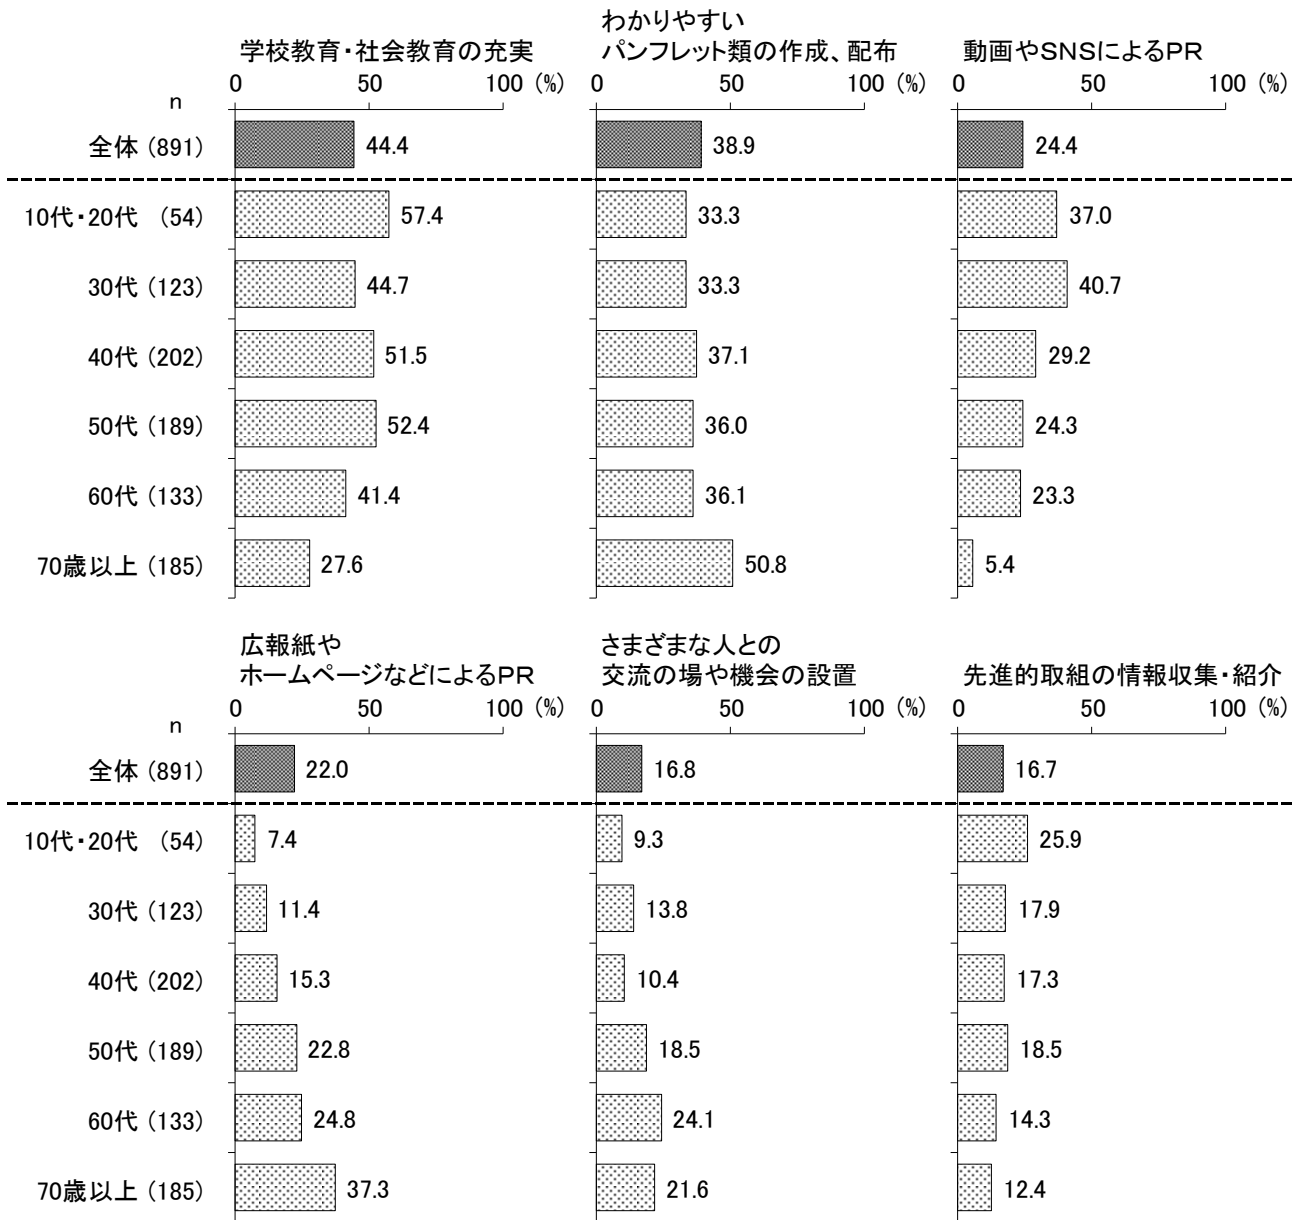 学校教育・社会教育の充実
わかりやすい
パンフレット類の作成、配布
動画やSNSによるPR
0 50 100 (%) 0 50 100 (%) 0 50 100 (%)
n
全体 (891) 44.4 38.9 24.4
10代・20代 (54) 57.4 33.3 37.0
30代 (123) 44.7 33.3 40.7
40代 (202) 51.5 37.1 29.2
50代 (189) 52.4 36.0 24.3
60代 (133) 41.4 36.1 23.3
70歳以上 (185) 27.6 50.8 5.4
広報紙や
ホームページなどによるPR
さまざまな人との
交流の場や機会の設置
先進的取組の情報収集・紹介
0 50 100 (%) 0 50 100 (%) 0 50 100 (%)
n
全体 (891) 22.0 16.8 16.7
10代・20代 (54) 7.4 9.3 25.9
30代 (123) 11.4 13.8 17.9
40代 (202) 15.3 10.4 17.3
50代 (189) 22.8 18.5 18.5
60代 (133) 24.8 24.1 14.3
70歳以上 (185) 37.3 21.6 12.4